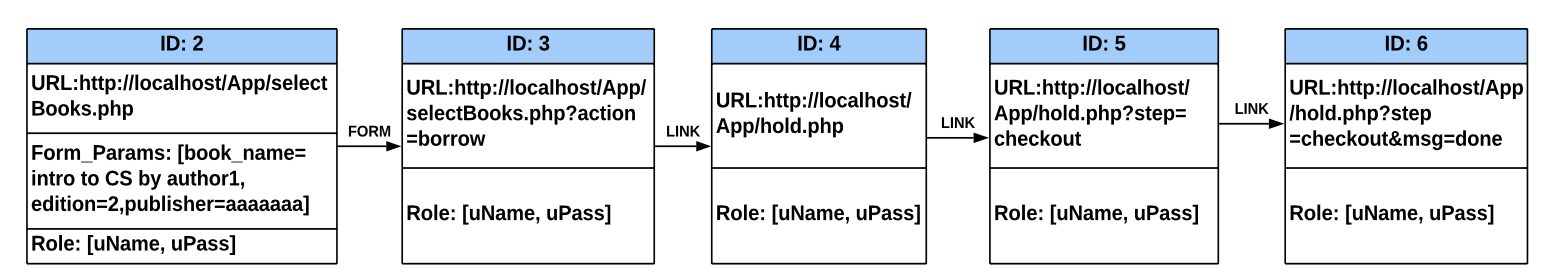 ID: 2
URL:http://localhost/App/select
Books.php
Form_Params: [book_name=
intro to CS by author1,
edition=2,publisher=aaaaaaa]
Role: [uName, uPass]
FORM
ID: 3
URL:http://localhost/App/
selectBooks.php?action
=borrow
Role: [uName, uPass]
LINK
ID: 4
URL:http://localhost/
App/hold.php
Role: [uName, uPass]
LINK
ID: 5
URL:http://localhost/
App/hold.php?step=
checkout
Role: [uName, uPass]
LINK
ID: 6
URL:http://localhost/App
/hold.php?step
=checkout&msg=done
Role: [uName, uPass]